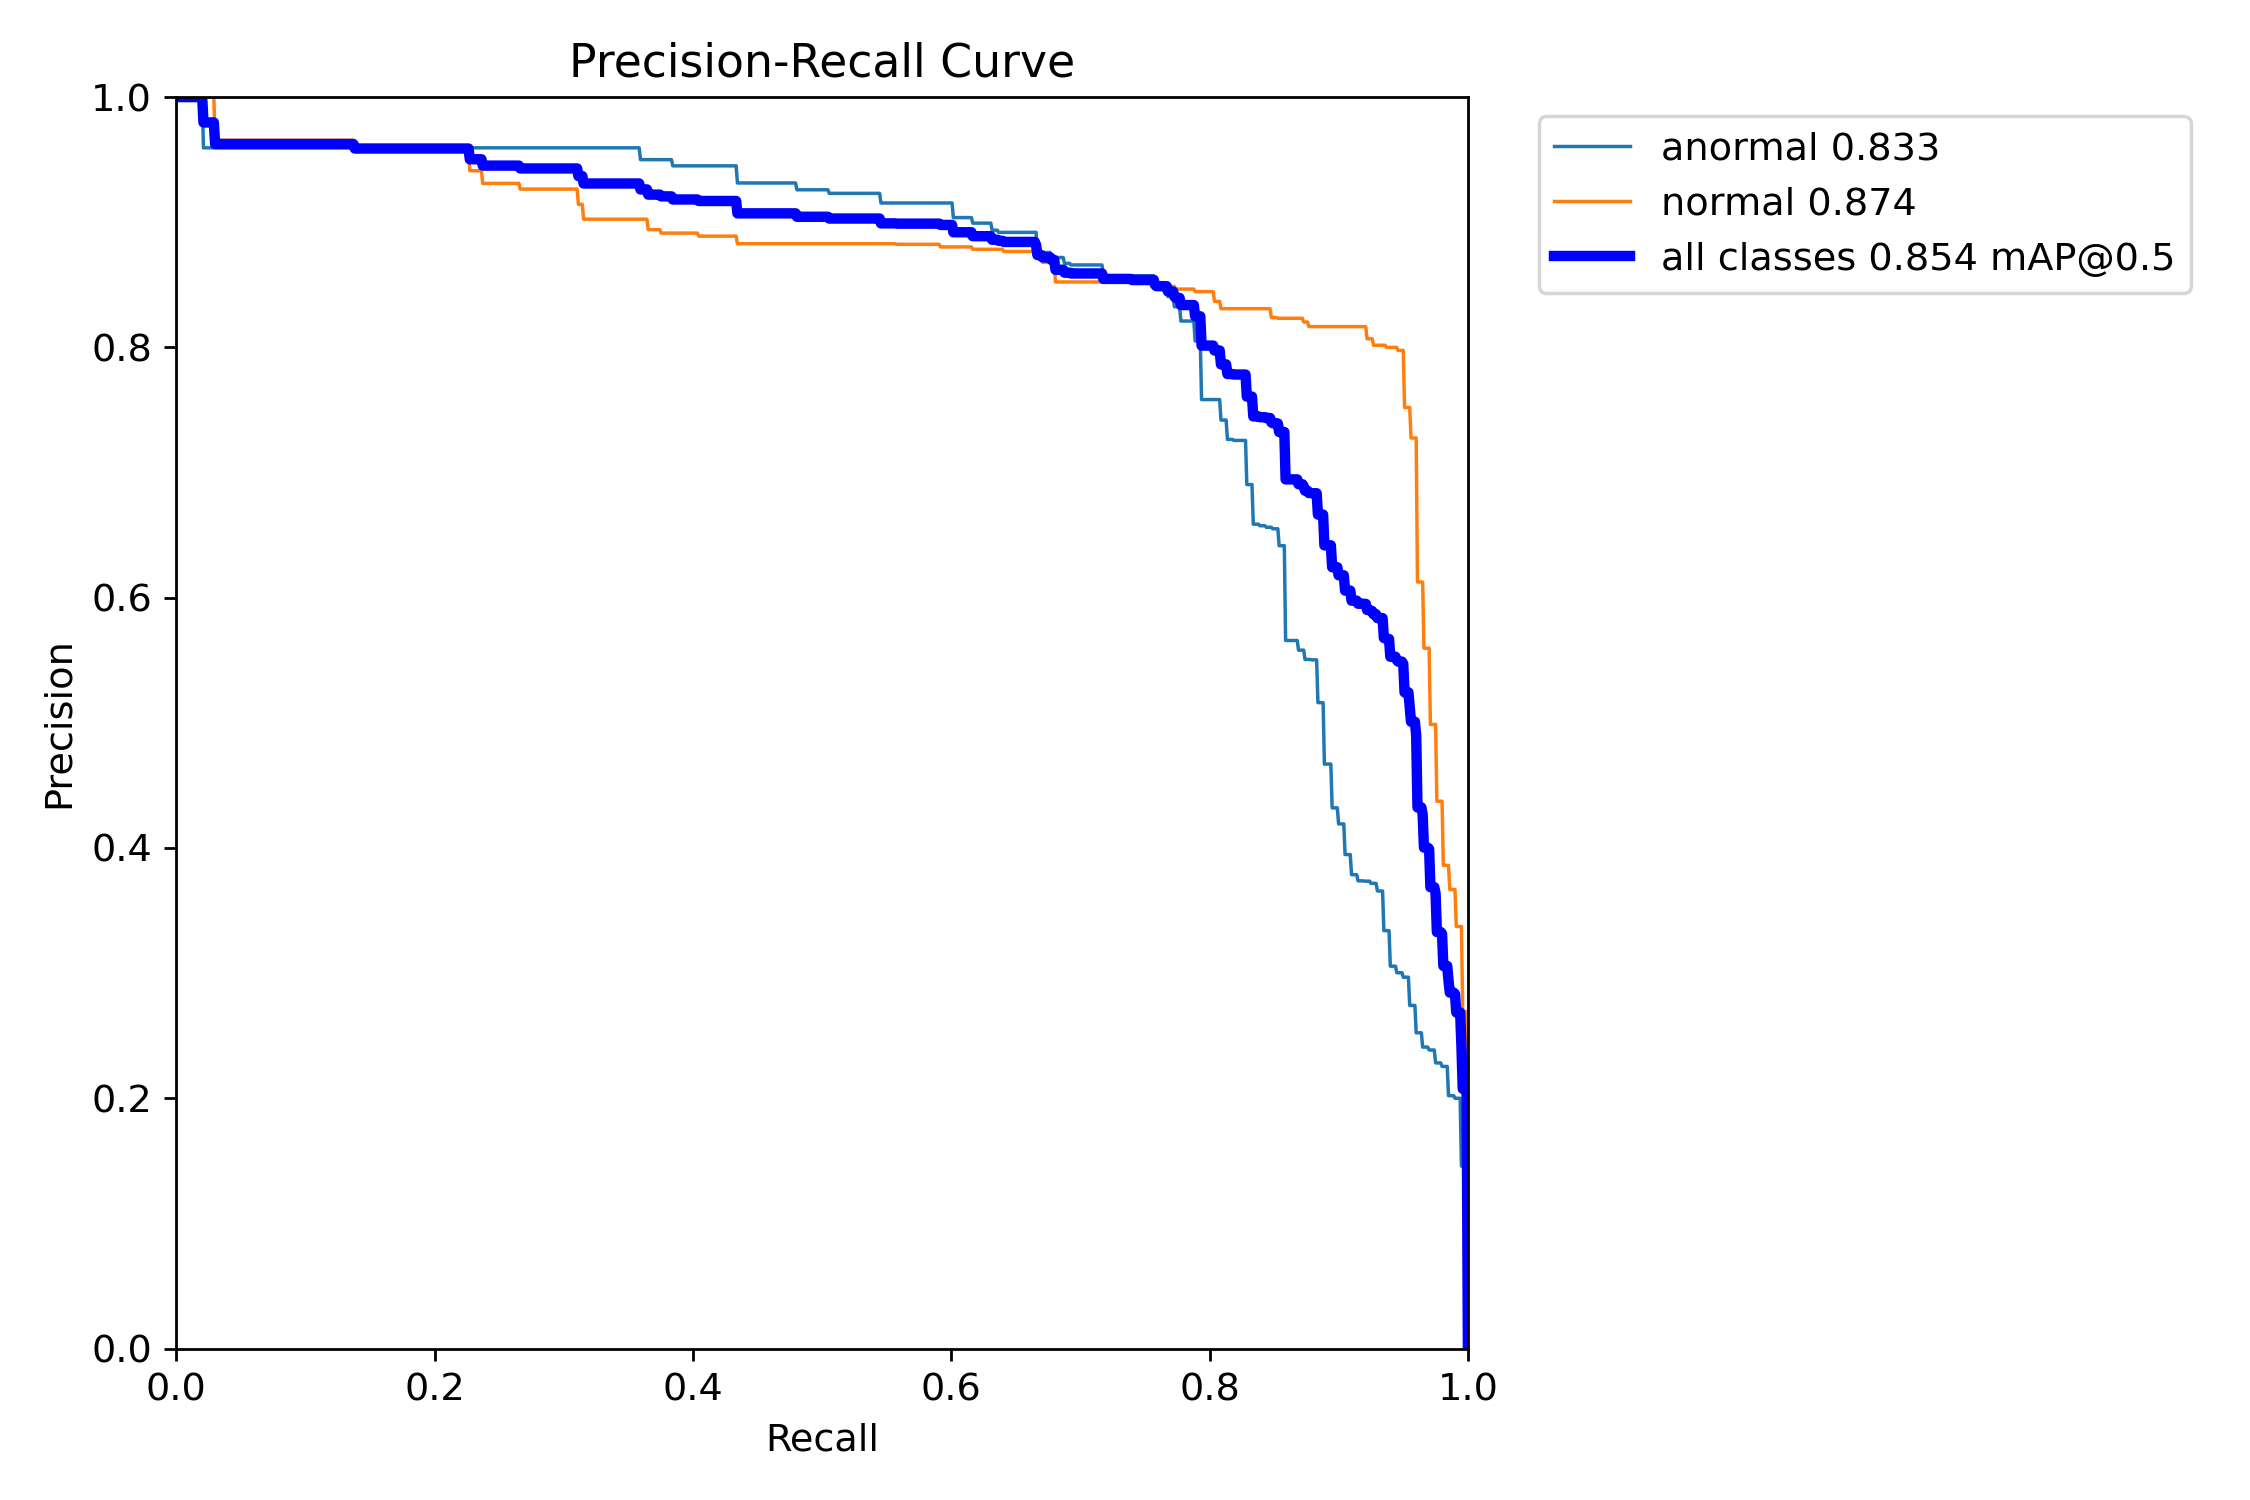 Precision-Recall Curve
1.0
0.8
0.6
0.4
0.2
0.0
Precision
0.0 0.2 0.4 0.6 0.8 1.0
Recall
anormal 0.833
normal 0.874
all classes 0.854 mAP@0.5